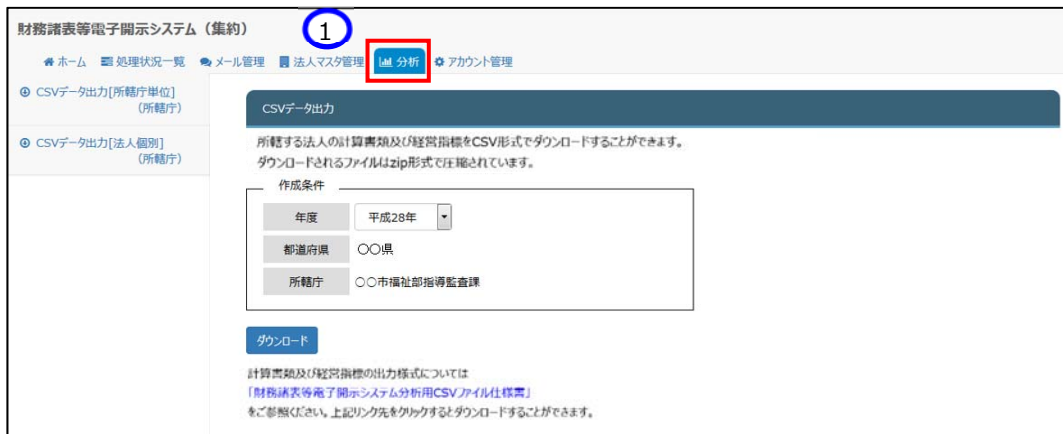 財務諸表等電子開示システム（集約）
1
ホーム 処理状況一覧 メール管理 法人マスタ管理 分析 アカウント管理
CSVデータ出力[所轄庁単位]
（所轄庁）
CSVデータ出力[法人個別]
（所轄庁）
CSVデータ出力
所轄する法人の計算書類及び経営指標をCSV形式でダウンロードすることができます。
ダウンロードされるファイルはzip形式で圧縮されています。
作成条件
年度 平成28年
都道府県 〇〇県
所轄庁 〇〇市福祉部指導監査課
ダウンロード
計算書類及び経営指標の出力様式については
「財務諸表等電子開示システム分析用CSVファイル仕様書」
をご参照ください。上記リンク先をクリックするとダウンロードすることができます。